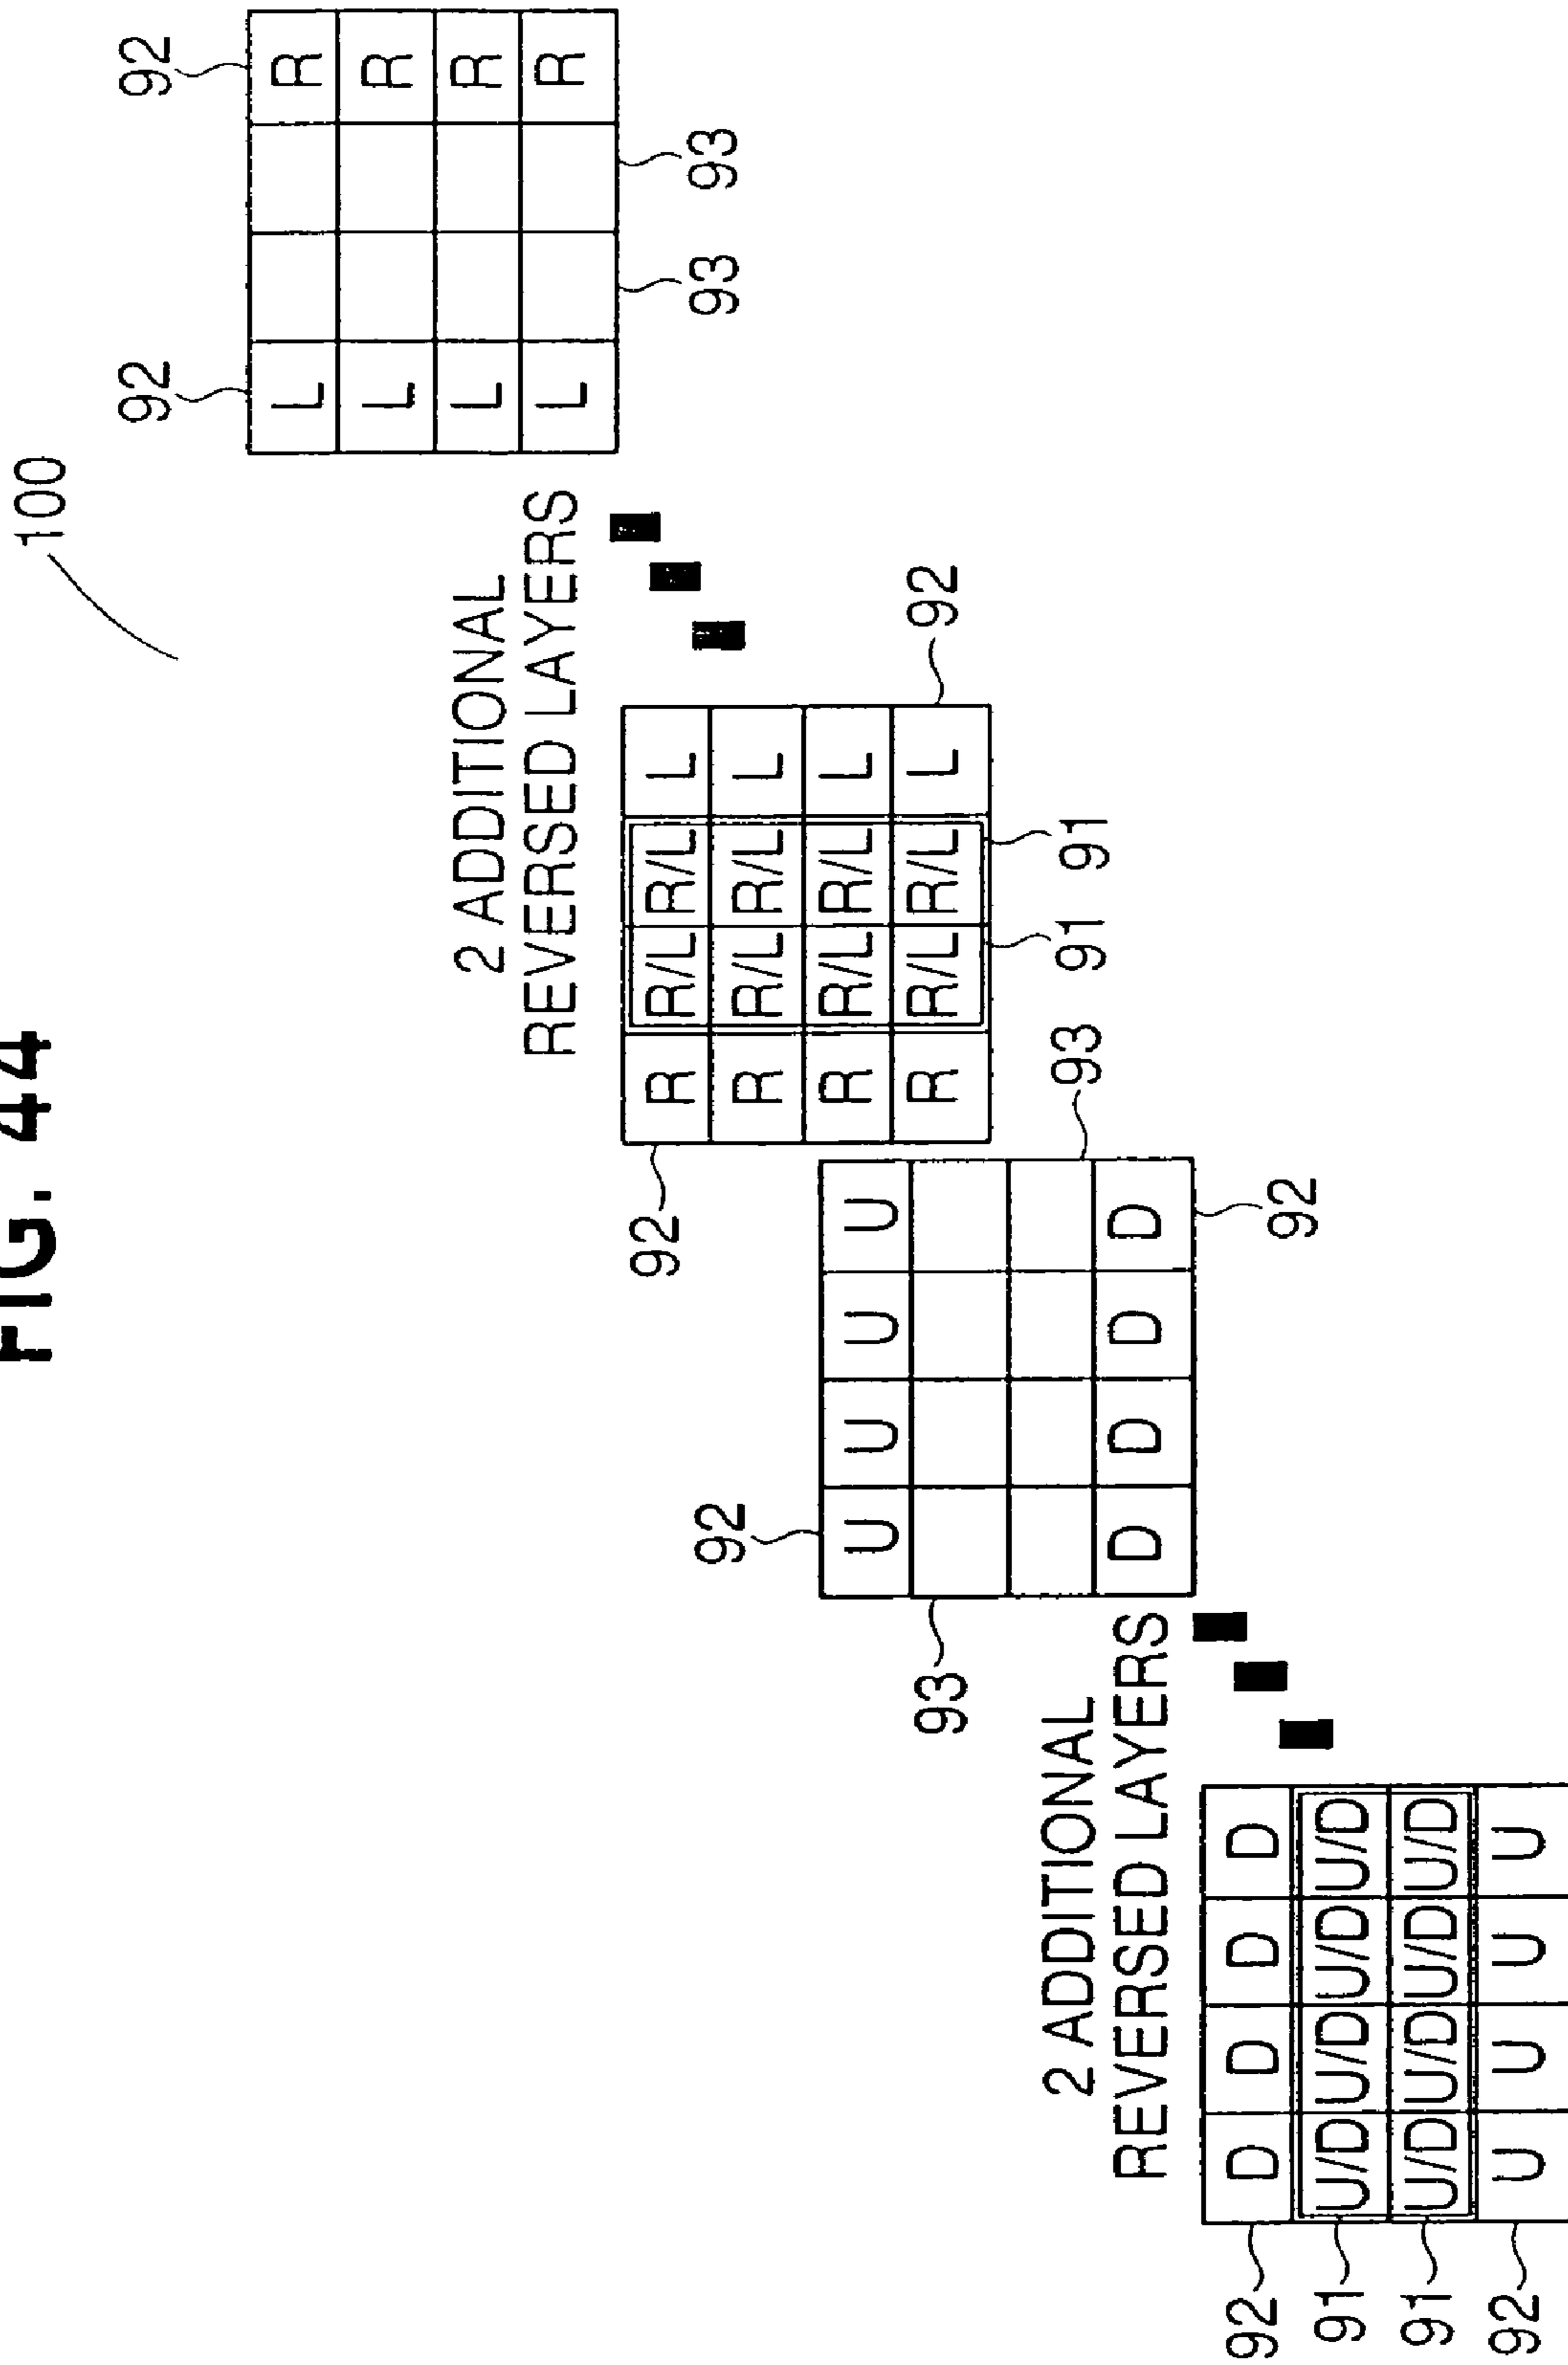 FIG. 44
100
92 92
L R
L R
L R
L R
93 93
2 ADDITIONAL
REVERSED LAYERS
92
R R/L R/L L
R R/L R/L L
R R/L R/L L
R R/L R/L L
92
91 91
92
U U U U
93
93
D D D D
92
2 ADDITIONAL
REVERSED LAYERS
92 D D D D
91 U/D U/D U/D U/D
91 U/D U/D U/D U/D
92 U U U U